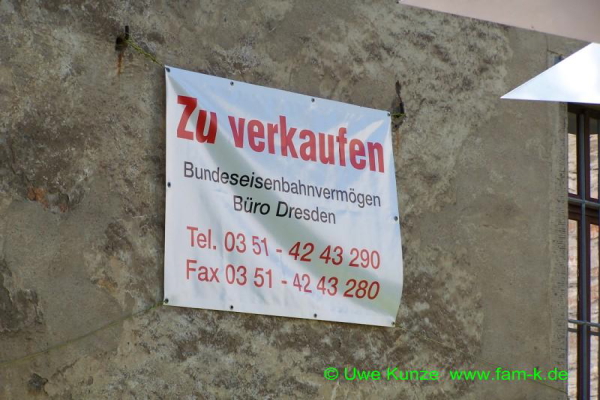 Zu verkaufen
Bundeseisenbahnvermögen
Büro Dresden
Tel. 03 51 - 42 43 290
Fax 03 51 - 42 43 280
© Uwe Kunze www.fam-k.de